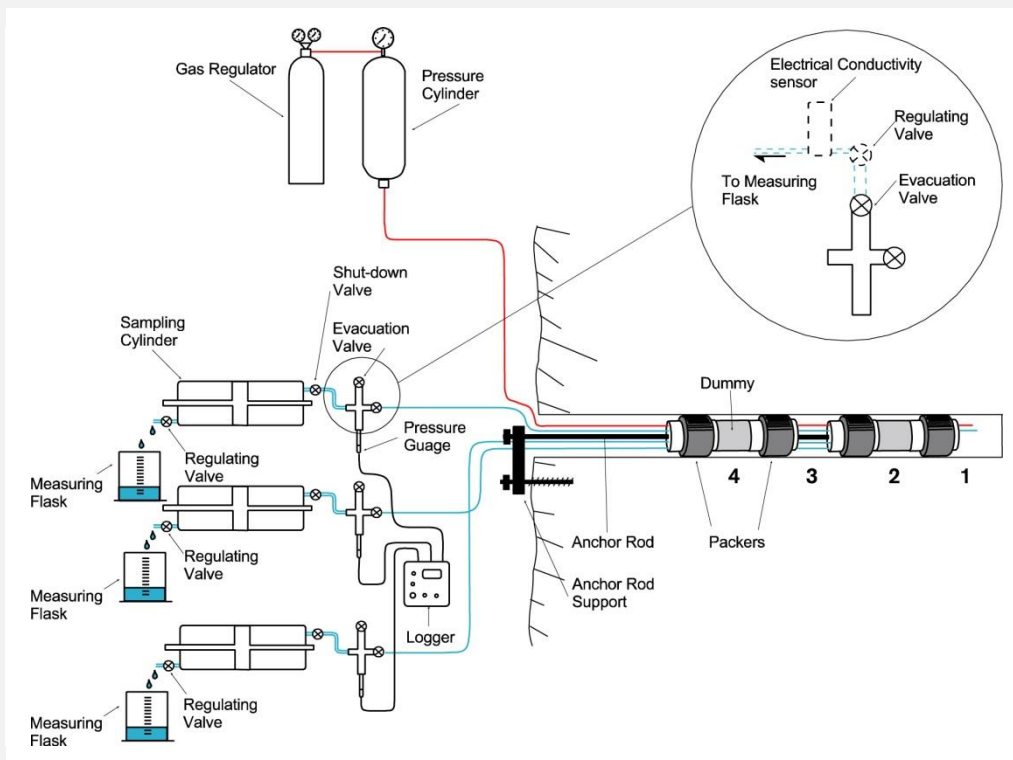 Gas Regulator
Pressure
Cylinder
Electrical Conductivity
sensor
Regulating
Valve
To Measuring
Flask
Evacuation
Valve
Shut-down
Valve
Sampling
Cylinder
Evacuation
Valve
Dummy
Pressure
Guage
Regulating
Valve
Measuring
Flask
4
3
2
1
Anchor Rod
Packers
Regulating
Valve
Measuring
Flask
Anchor Rod
Support
Logger
Regulating
Valve
Measuring
Flask